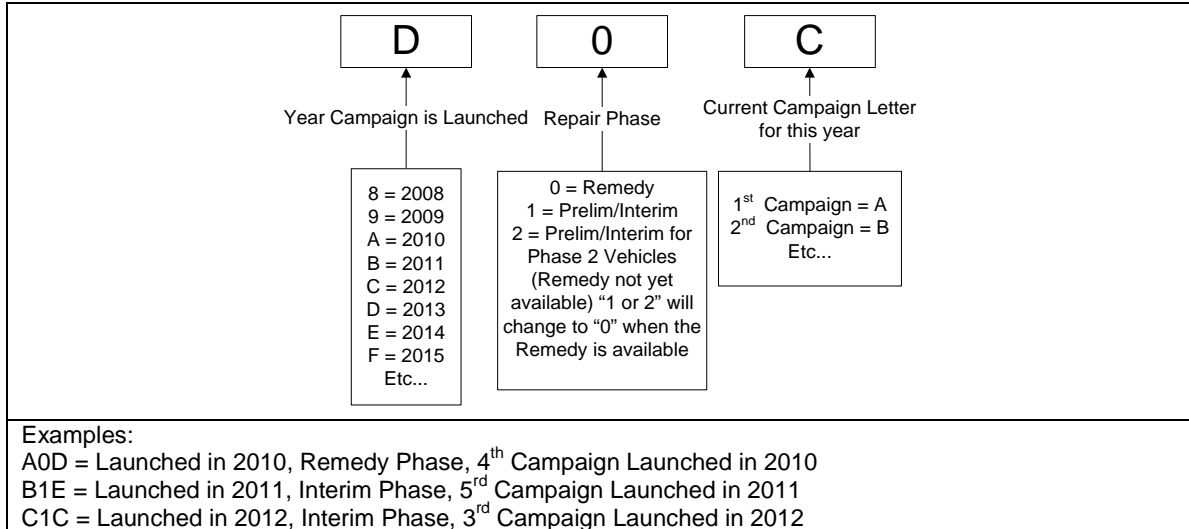 D 0 C
Year Campaign is Launched
Repair Phase
Current Campaign Letter
for this year
8 = 2008
9 = 2009
A = 2010
B = 2011
C = 2012
D = 2013
E = 2014
F = 2015
Etc...
0 = Remedy
1 = Prelim/Interim
2 = Prelim/Interim for
Phase 2 Vehicles
(Remedy not yet
available) “1 or 2” will
change to “0” when the
Remedy is available
1st Campaign = A
2nd Campaign = B
Etc...
Examples:
A0D = Launched in 2010, Remedy Phase, 4th Campaign Launched in 2010
B1E = Launched in 2011, Interim Phase, 5rd Campaign Launched in 2011
C1C = Launched in 2012, Interim Phase, 3rd Campaign Launched in 2012